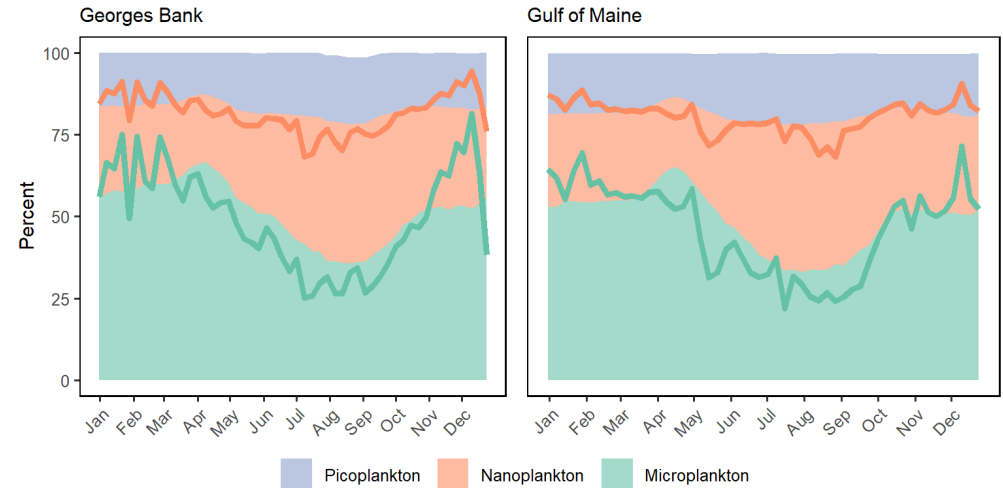 Georges Bank
Gulf of Maine
Percent
100
75
50
25
0
Jan Feb Mar Apr May Jun Jul Aug Sep Oct Nov Dec
Jan Feb Mar Apr May Jun Jul Aug Sep Oct Nov Dec
Picoplankton Nanoplankton Microplankton